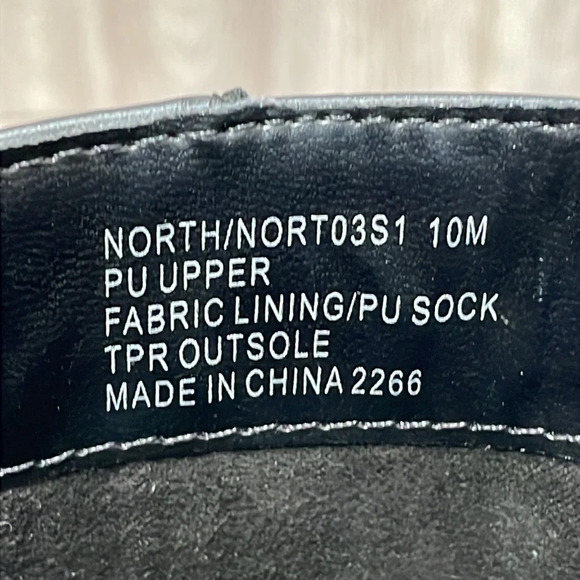 NORTH/NORT03S1 10M
PU UPPER
FABRIC LINING/PU SOCK
TPR OUTSOLE
MADE IN CHINA 2266